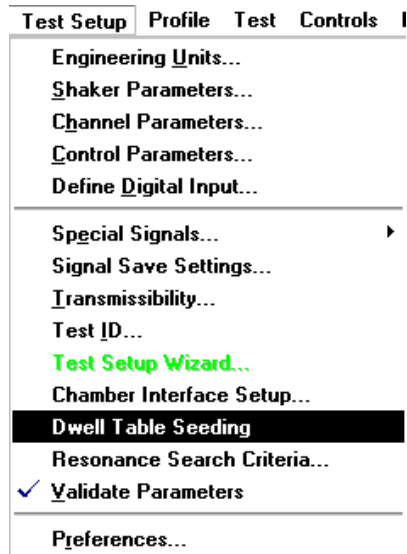 Test Setup Profile Test Controls
Engineering Units...
Shaker Parameters...
Channel Parameters...
Control Parameters...
Define Digital Input...
Special Signals...
Signal Save Settings...
Transmissibility...
Test ID...
Test Setup Wizard...
Chamber Interface Setup...
Dwell Table Seeding
Resonance Search Criteria...
Validate Parameters
Preferences...